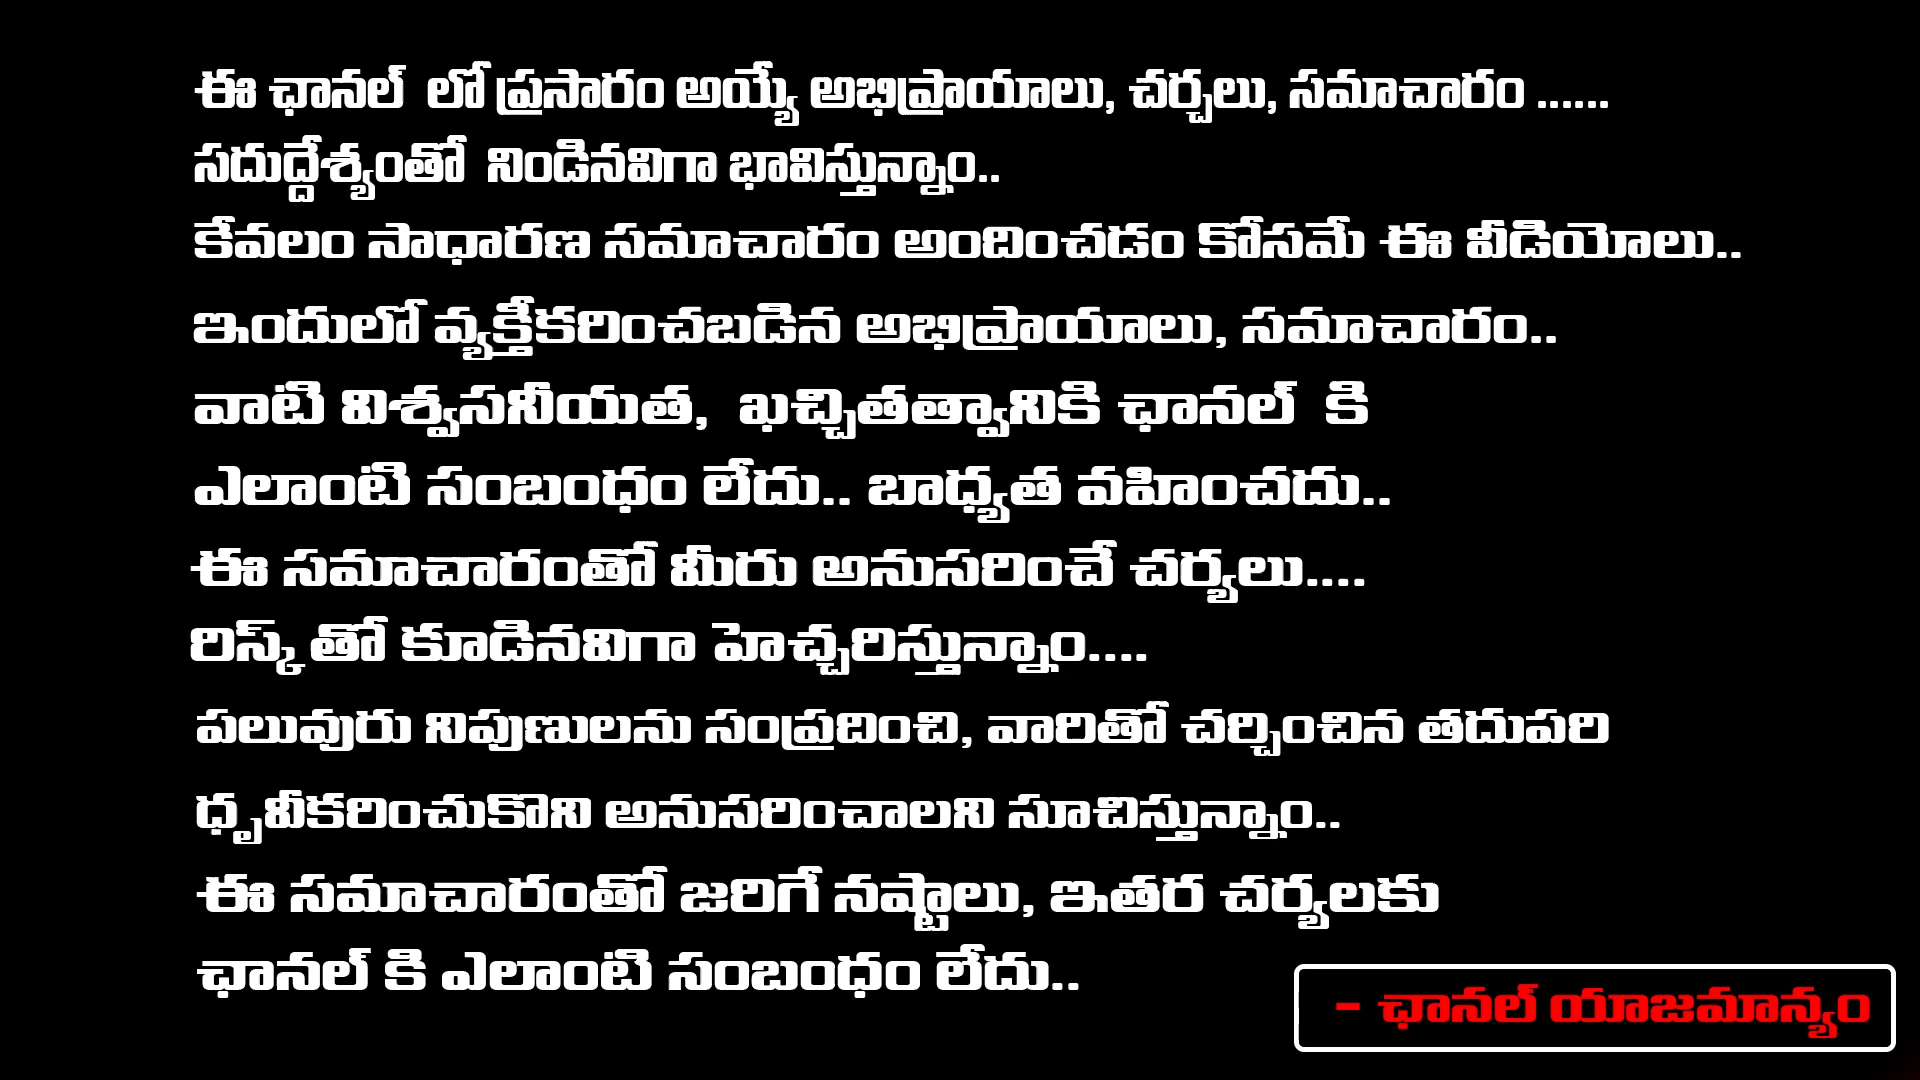 ఈ ఛానల్ లో ప్రసారం అయ్యే అభిప్రాయాలు, చర్చలు, సమాచారం ......
సదుద్దేశ్యంతో నిండినవిగా భావిస్తున్నాం..
కేవలం సాధారణ సమాచారం అందించడం కోసమే ఈ వీడియోలు..
ఇందులో వ్యక్తీకరించబడిన అభిప్రాయాలు, సమాచారం..
వాటి విశ్వసనీయత, ఖచ్చితత్వానికి ఛానల్ కి
ఎలాంటి సంబంధం లేదు.. బాధ్యత వహించదు..
ఈ సమాచారంతో మీరు అనుసరించే చర్యలు....
రిస్క్ తో కూడినవిగా హెచ్చరిస్తున్నాం....
పలువురు నిపుణులను సంప్రదించి, వారితో చర్చించిన తదుపరి
ధృవీకరించుకొని అనుసరించాలని సూచిస్తున్నాం..
ఈ సమాచారంతో జరిగే నష్టాలు, ఇతర చర్యలకు
ఛానల్ కి ఎలాంటి సంబంధం లేదు..
- ఛానల్ యాజమాన్యం